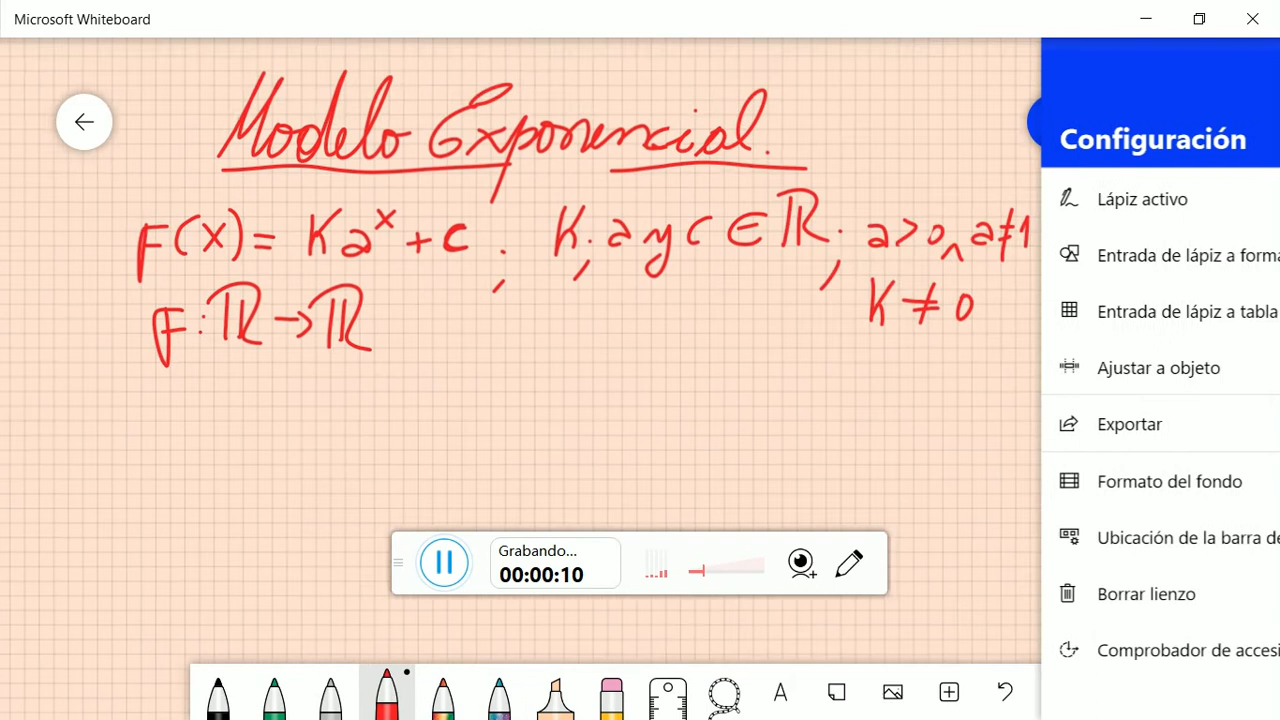 Microsoft Whiteboard
Modelo Exponencial.
F(x) = K a^x + c ; K, a y c ∈ ℝ ; a > 0 ∧ a ≠ 1
K ≠ 0
F: ℝ → ℝ
Configuración
Lápiz activo
Entrada de lápiz a forma
Entrada de lápiz a tabla
Ajustar a objeto
Exportar
Formato del fondo
Ubicación de la barra de
Borrar lienzo
Comprobador de accesi
Grabando...
00:00:10